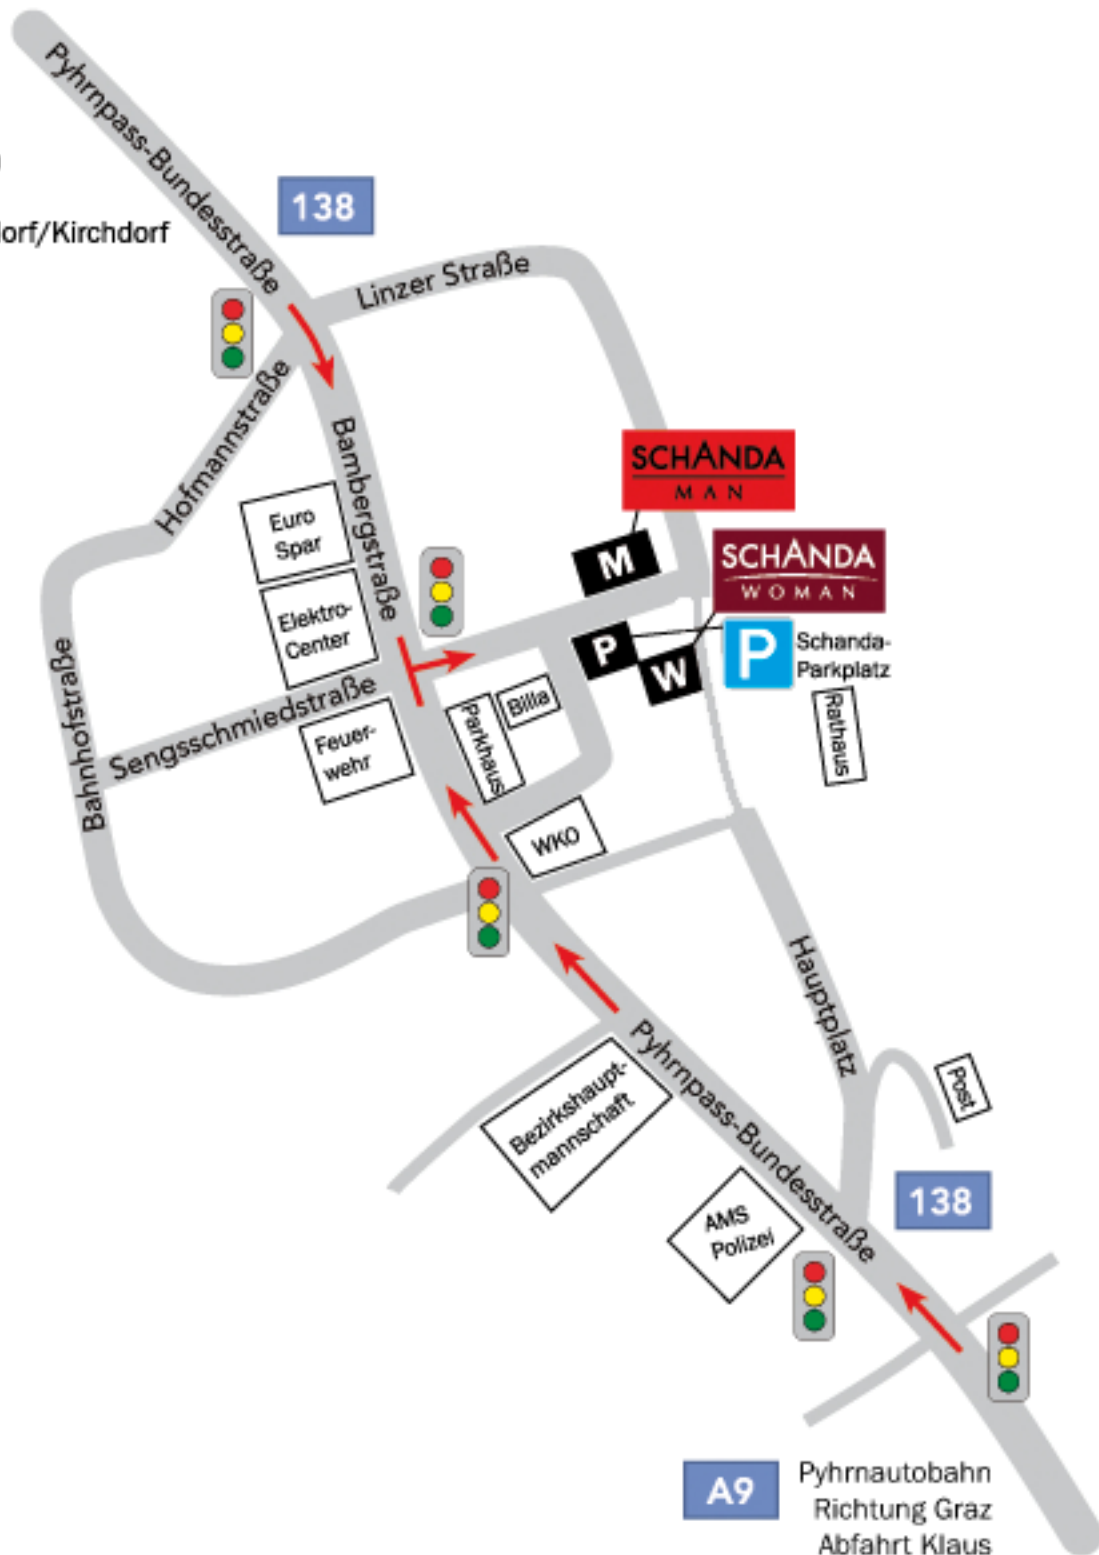 Pyhrnpass-Bundesstraße
138
orf/Kirchdorf
Linzer Straße
Hofmannstraße
Bambergstraße
SCHANDA
MAN
Euro
Spar
M
SCHANDA
WOMAN
Elektro-
Center
P
W
P
Schanda-
Parkplatz
Sengsschmiedstraße
Bahnhofstraße
Feuer-
wehr
Parkhaus
Billa
Rathaus
WKO
Hauptplatz
Pyhrnpass-Bundesstraße
Bezirkshaupt-
mannschaft
Post
138
AMS
Polizei
A9
Pyhrnautobahn
Richtung Graz
Abfahrt Klaus